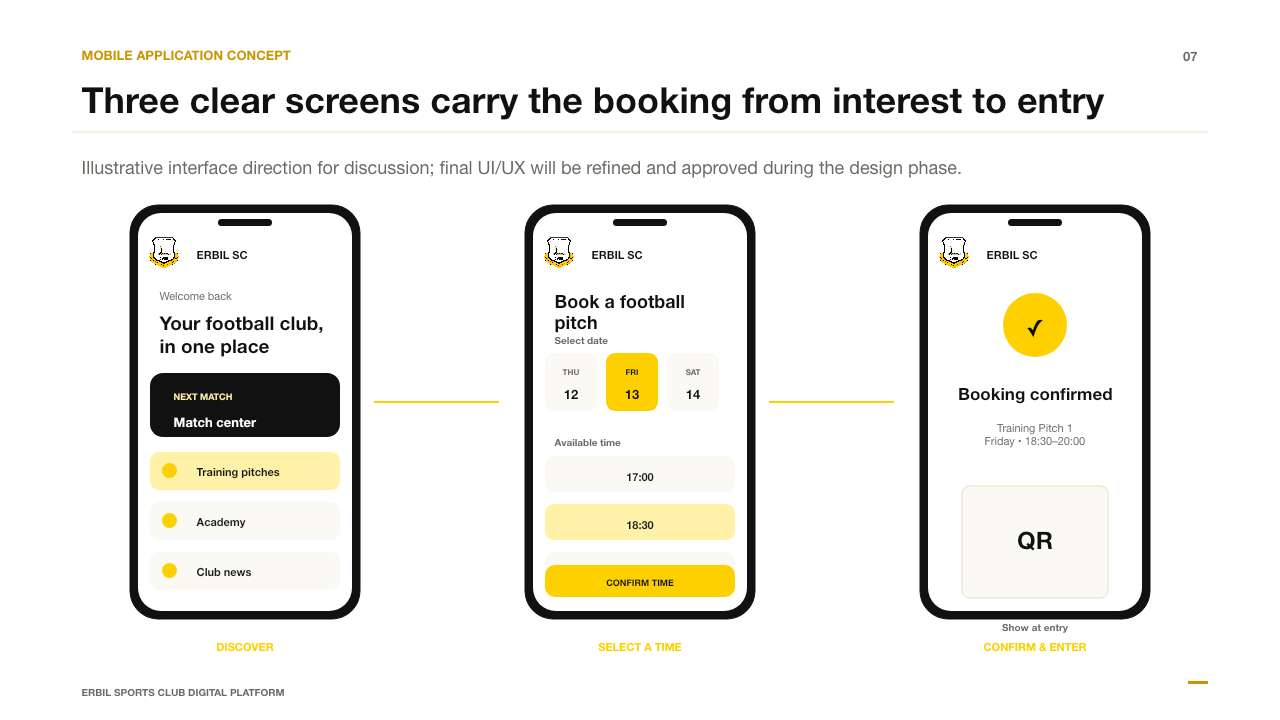 MOBILE APPLICATION CONCEPT
07
Three clear screens carry the booking from interest to entry
Illustrative interface direction for discussion; final UI/UX will be refined and approved during the design phase.
ERBIL SC
Welcome back
Your football club,
in one place
NEXT MATCH
Match center
Training pitches
Academy
Club news
DISCOVER
ERBIL SC
Book a football
pitch
Select date
THU
FRI
SAT
12
13
14
Available time
17:00
18:30
CONFIRM TIME
SELECT A TIME
ERBIL SC
✓
Booking confirmed
Training Pitch 1
Friday • 18:30–20:00
QR
Show at entry
CONFIRM & ENTER
ERBIL SPORTS CLUB DIGITAL PLATFORM